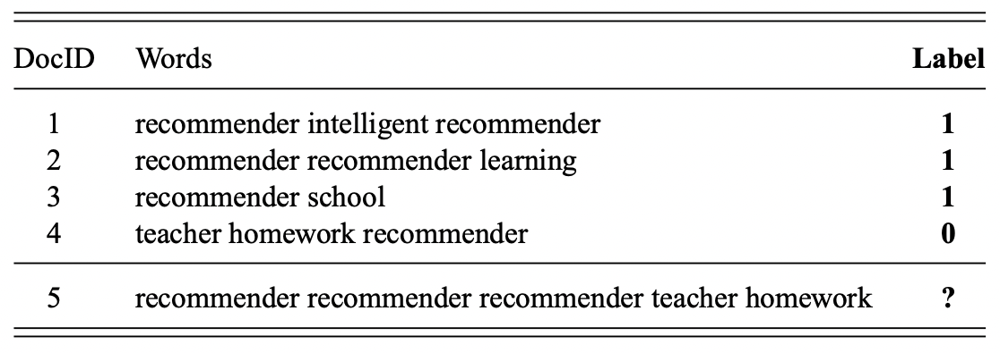 DocID Words Label
1 recommender intelligent recommender 1
2 recommender recommender learning 1
3 recommender school 1
4 teacher homework recommender 0
5 recommender recommender recommender teacher homework ?